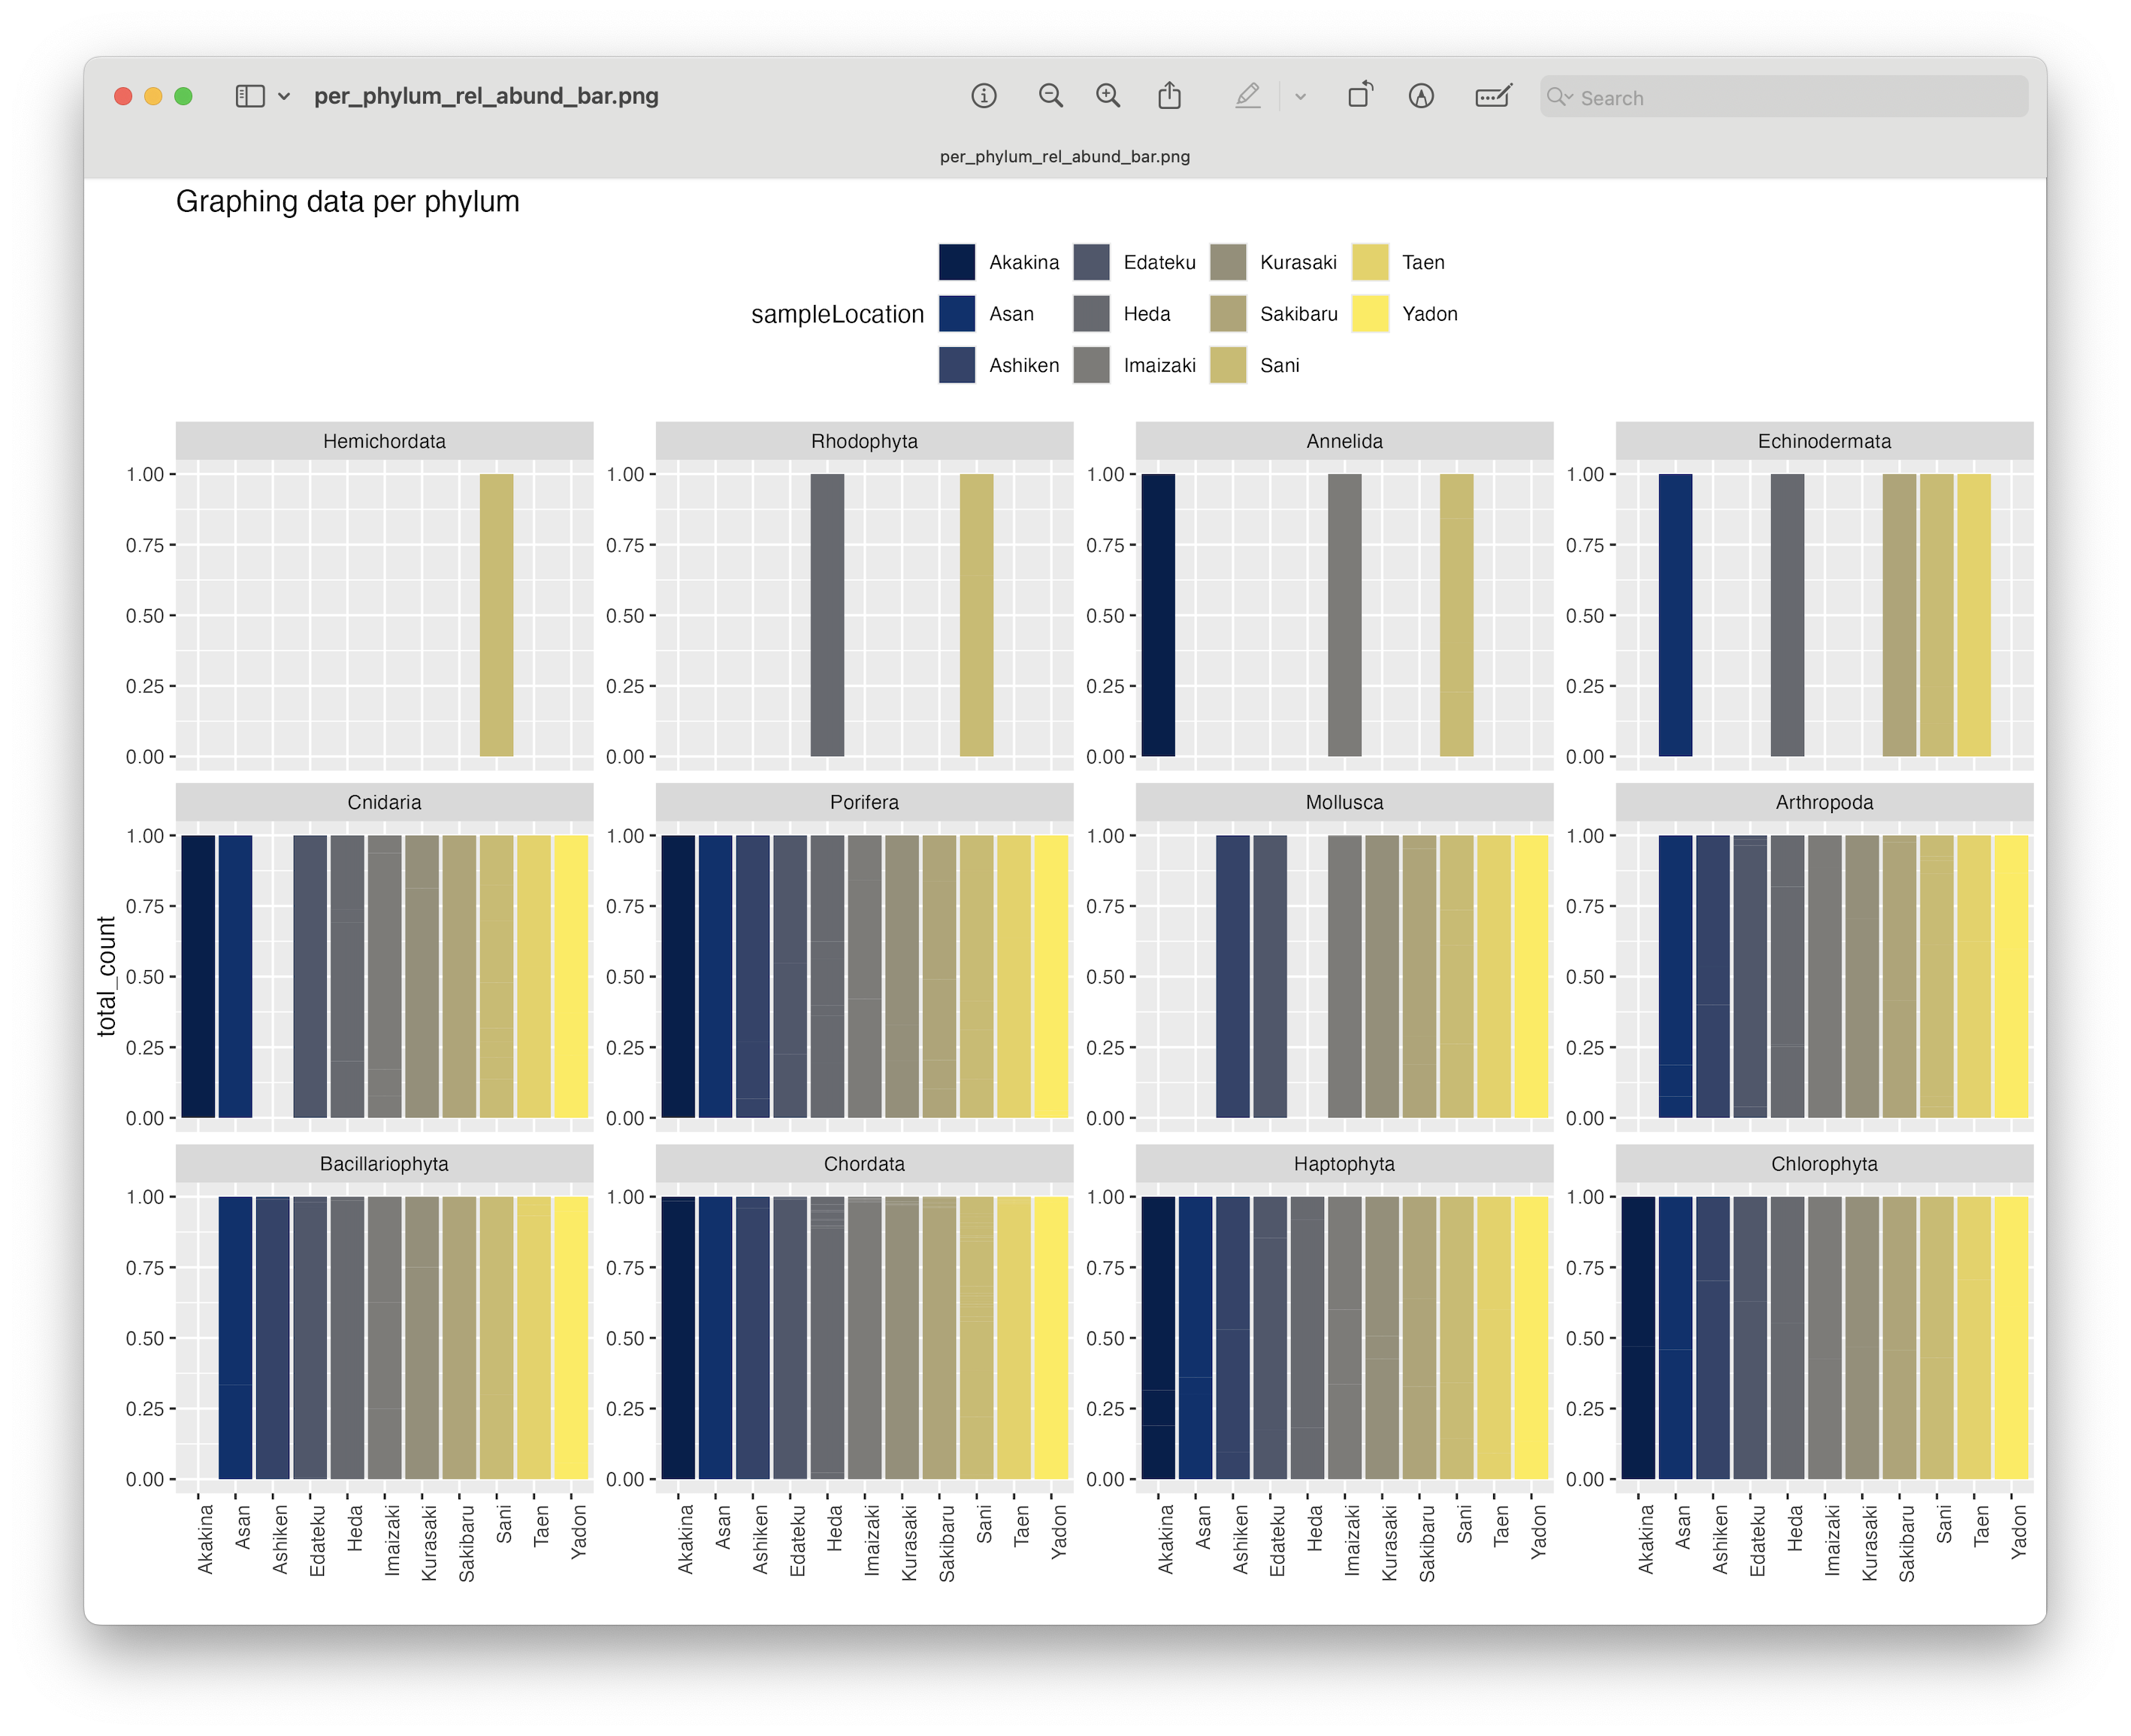 per_phylum_rel_abund_bar.png
Search
per_phylum_rel_abund_bar.png
Graphing data per phylum
sampleLocation
Akakina Edateku Kurasaki Taen
Asan Heda Sakibaru Yadon
Ashiken Imaizaki Sani
Hemichordata Rhodophyta Annelida Echinodermata
1.00 1.00 1.00 1.00
0.75 0.75 0.75 0.75
0.50 0.50 0.50 0.50
0.25 0.25 0.25 0.25
0.00 0.00 0.00 0.00
Cnidaria Porifera Mollusca Arthropoda
1.00 1.00 1.00 1.00
0.75 0.75 0.75 0.75
total_count
0.50 0.50 0.50 0.50
0.25 0.25 0.25 0.25
0.00 0.00 0.00 0.00
Bacillariophyta Chordata Haptophyta Chlorophyta
1.00 1.00 1.00 1.00
0.75 0.75 0.75 0.75
0.50 0.50 0.50 0.50
0.25 0.25 0.25 0.25
0.00 0.00 0.00 0.00
Akakina Asan Ashiken Edateku Heda Imaizaki Kurasaki Sakibaru Sani Taen Yadon
Akakina Asan Ashiken Edateku Heda Imaizaki Kurasaki Sakibaru Sani Taen Yadon
Akakina Asan Ashiken Edateku Heda Imaizaki Kurasaki Sakibaru Sani Taen Yadon
Akakina Asan Ashiken Edateku Heda Imaizaki Kurasaki Sakibaru Sani Taen Yadon